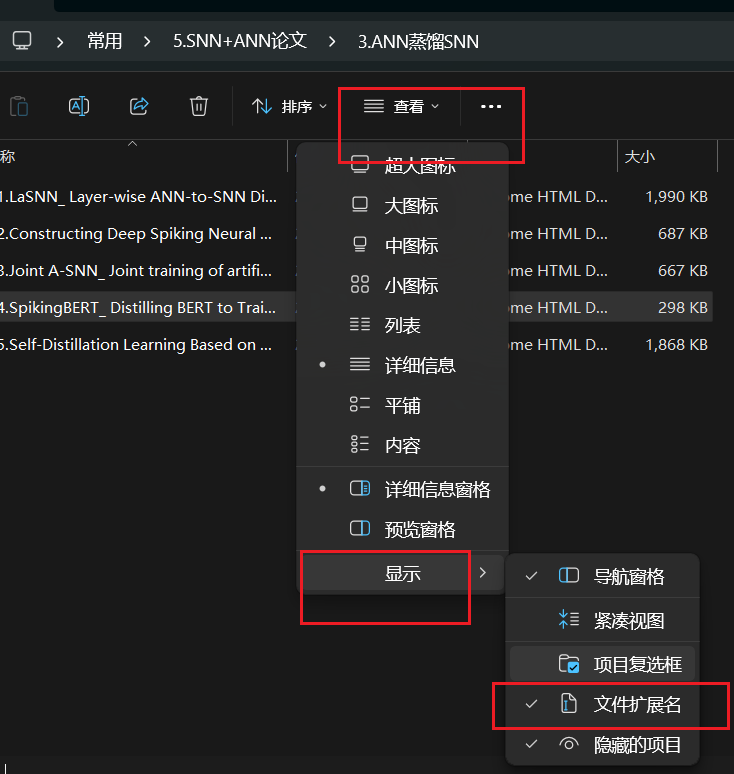 常用 5.SNN+ANN论文 3.ANN蒸馏SNN
排序 查看
称 大小
1.LaSNN_ Layer-wise ANN-to-SNN Di... ome HTML D... 1,990 KB
2.Constructing Deep Spiking Neural ... ome HTML D... 687 KB
3.Joint A-SNN_ Joint training of artifi... ome HTML D... 667 KB
4.SpikingBERT_ Distilling BERT to Trai... ome HTML D... 298 KB
5.Self-Distillation Learning Based on ... ome HTML D... 1,868 KB
超大图标
大图标
中图标
小图标
列表
详细信息
平铺
内容
详细信息窗格
预览窗格
显示
导航窗格
紧凑视图
项目复选框
文件扩展名
隐藏的项目